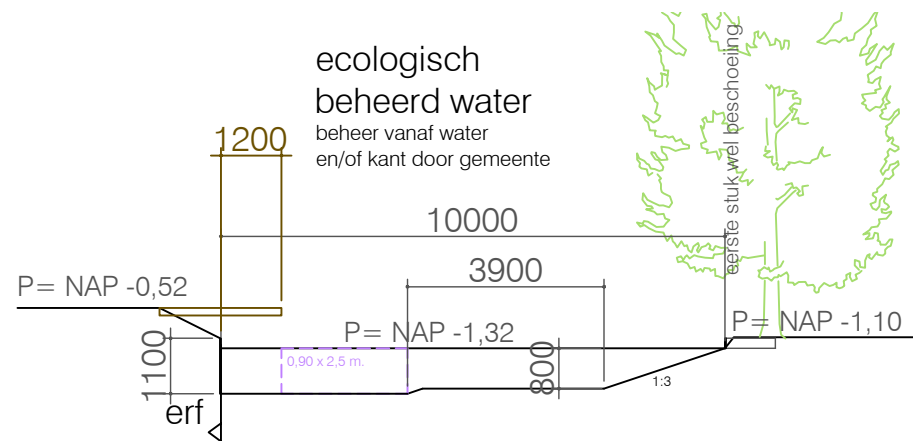 ecologisch
beheerd water
beheer vanaf water
en/of kant door gemeente
eerste stuk wel beschoeiing
1200
10000
3900
P= NAP -0,52
P= NAP -1,32
P= NAP -1,10
0,90 x 2,5 m.
1100
800
1:3
erf